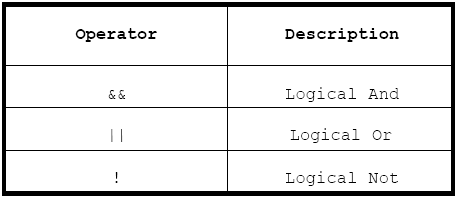 Operator Description
&& Logical And
|| Logical Or
! Logical Not